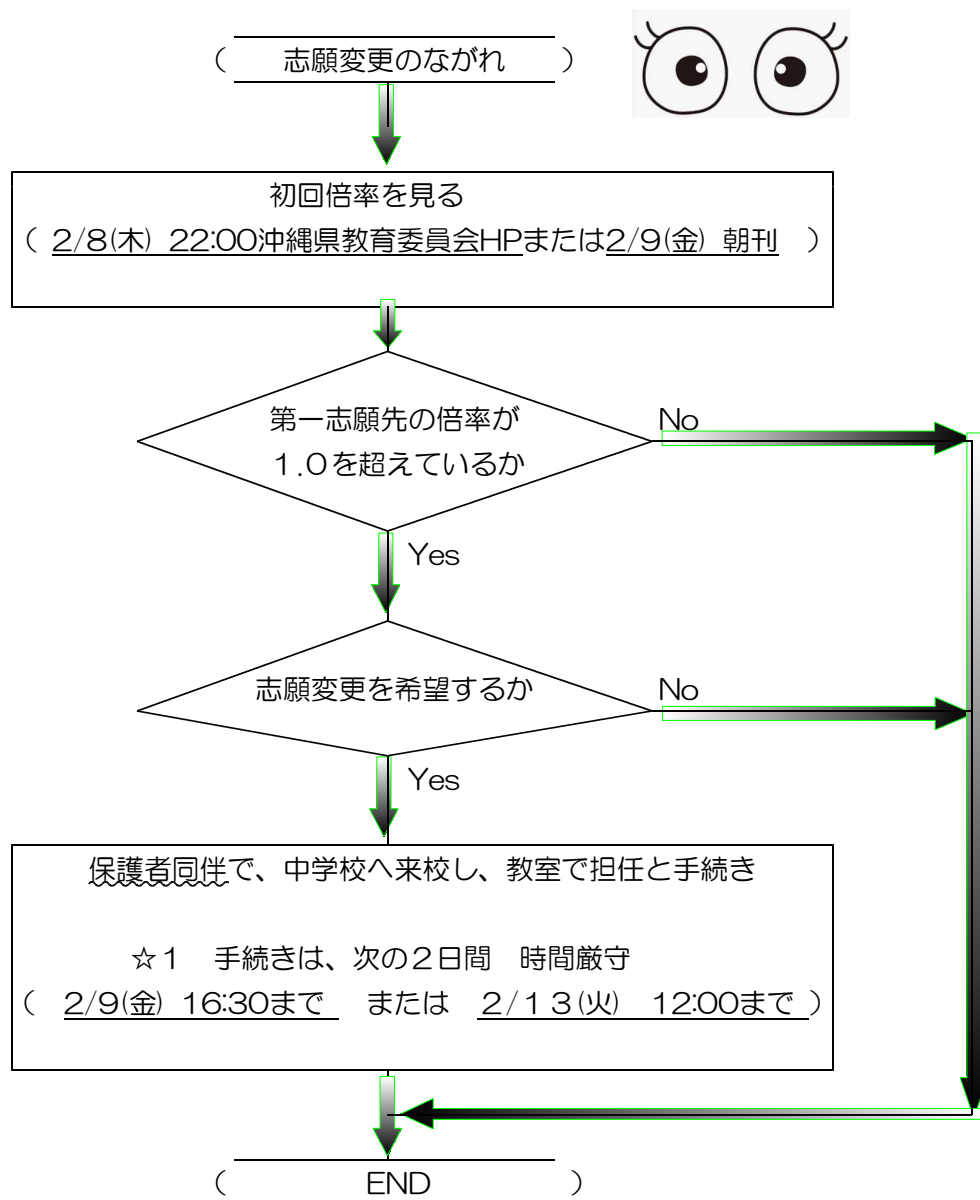 ( 志願変更のながれ )
初回倍率を見る
( 2/8(木) 22:00沖縄県教育委員会HPまたは2/9(金) 朝刊 )
第一志願先の倍率が
1.0を超えているか
No
Yes
志願変更を希望するか
No
Yes
保護者同伴で、中学校へ来校し、教室で担任と手続き
☆1 手続きは、次の2日間 時間厳守
( 2/9(金) 16:30まで または 2/13(火) 12:00まで )
( END )